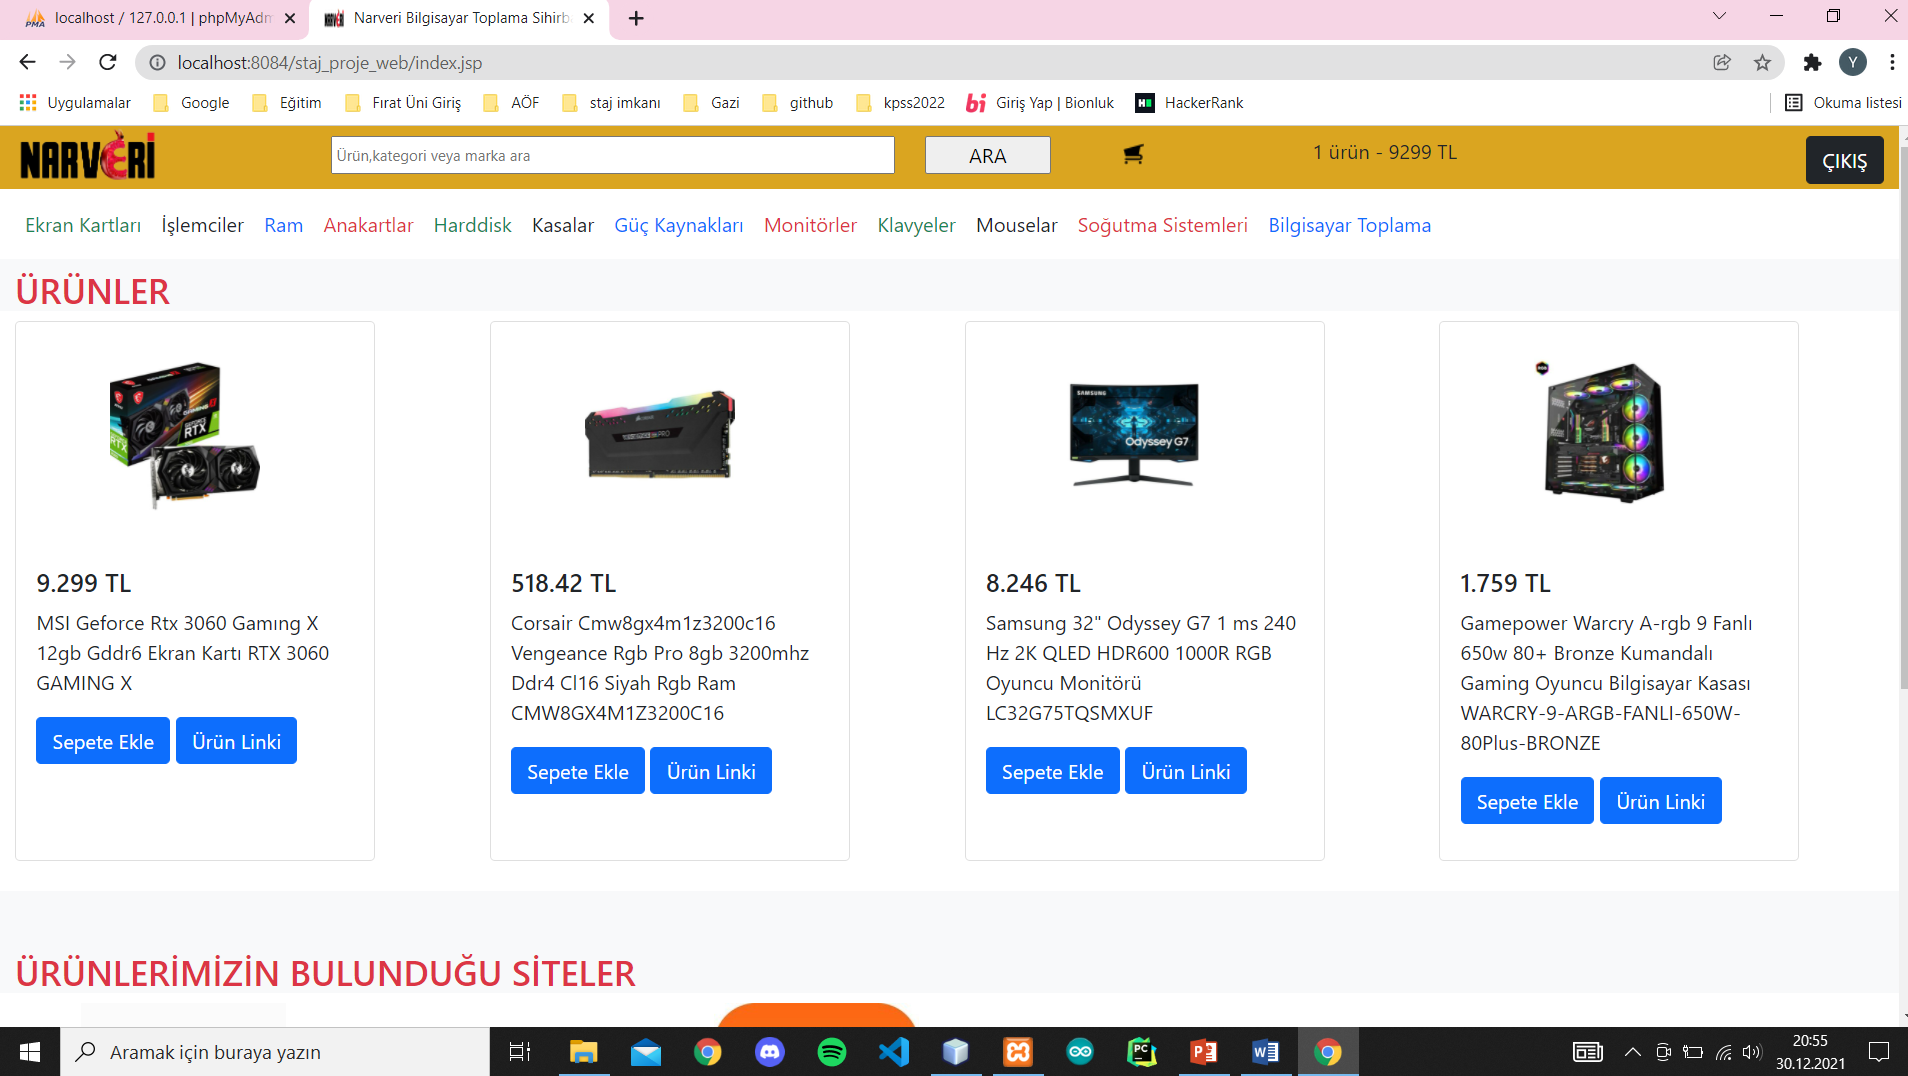 localhost / 127.0.0.1 | phpMyAdm
Narveri Bilgisayar Toplama Sihirb
localhost:8084/staj_proje_web/index.jsp
Y
Uygulamalar Google Eğitim Fırat Üni Giriş AÖF staj imkanı Gazi github kpss2022 Giriş Yap | Bionluk HackerRank Okuma listesi
NARVERİ
Ürün,kategori veya marka ara
ARA
1 ürün - 9299 TL
ÇIKIŞ
Ekran Kartları İşlemciler Ram Anakartlar Harddisk Kasalar Güç Kaynakları Monitörler Klavyeler Mouselar Soğutma Sistemleri Bilgisayar Toplama
ÜRÜNLER
9.299 TL
MSI Geforce Rtx 3060 Gamıng X
12gb Gddr6 Ekran Kartı RTX 3060
GAMING X
Sepete Ekle Ürün Linki
518.42 TL
Corsair Cmw8gx4m1z3200c16
Vengeance Rgb Pro 8gb 3200mhz
Ddr4 Cl16 Siyah Rgb Ram
CMW8GX4M1Z3200C16
Sepete Ekle Ürün Linki
SAMSUNG
Odyssey G7
8.246 TL
Samsung 32" Odyssey G7 1 ms 240
Hz 2K QLED HDR600 1000R RGB
Oyuncu Monitörü
LC32G75TQSMXUF
Sepete Ekle Ürün Linki
1.759 TL
Gamepower Warcry A-rgb 9 Fanlı
650w 80+ Bronze Kumandalı
Gaming Oyuncu Bilgisayar Kasası
WARCRY-9-ARGB-FANLI-650W-
80Plus-BRONZE
Sepete Ekle Ürün Linki
ÜRÜNLERİMİZİN BULUNDUĞU SİTELER
Aramak için buraya yazın
20:55
30.12.2021